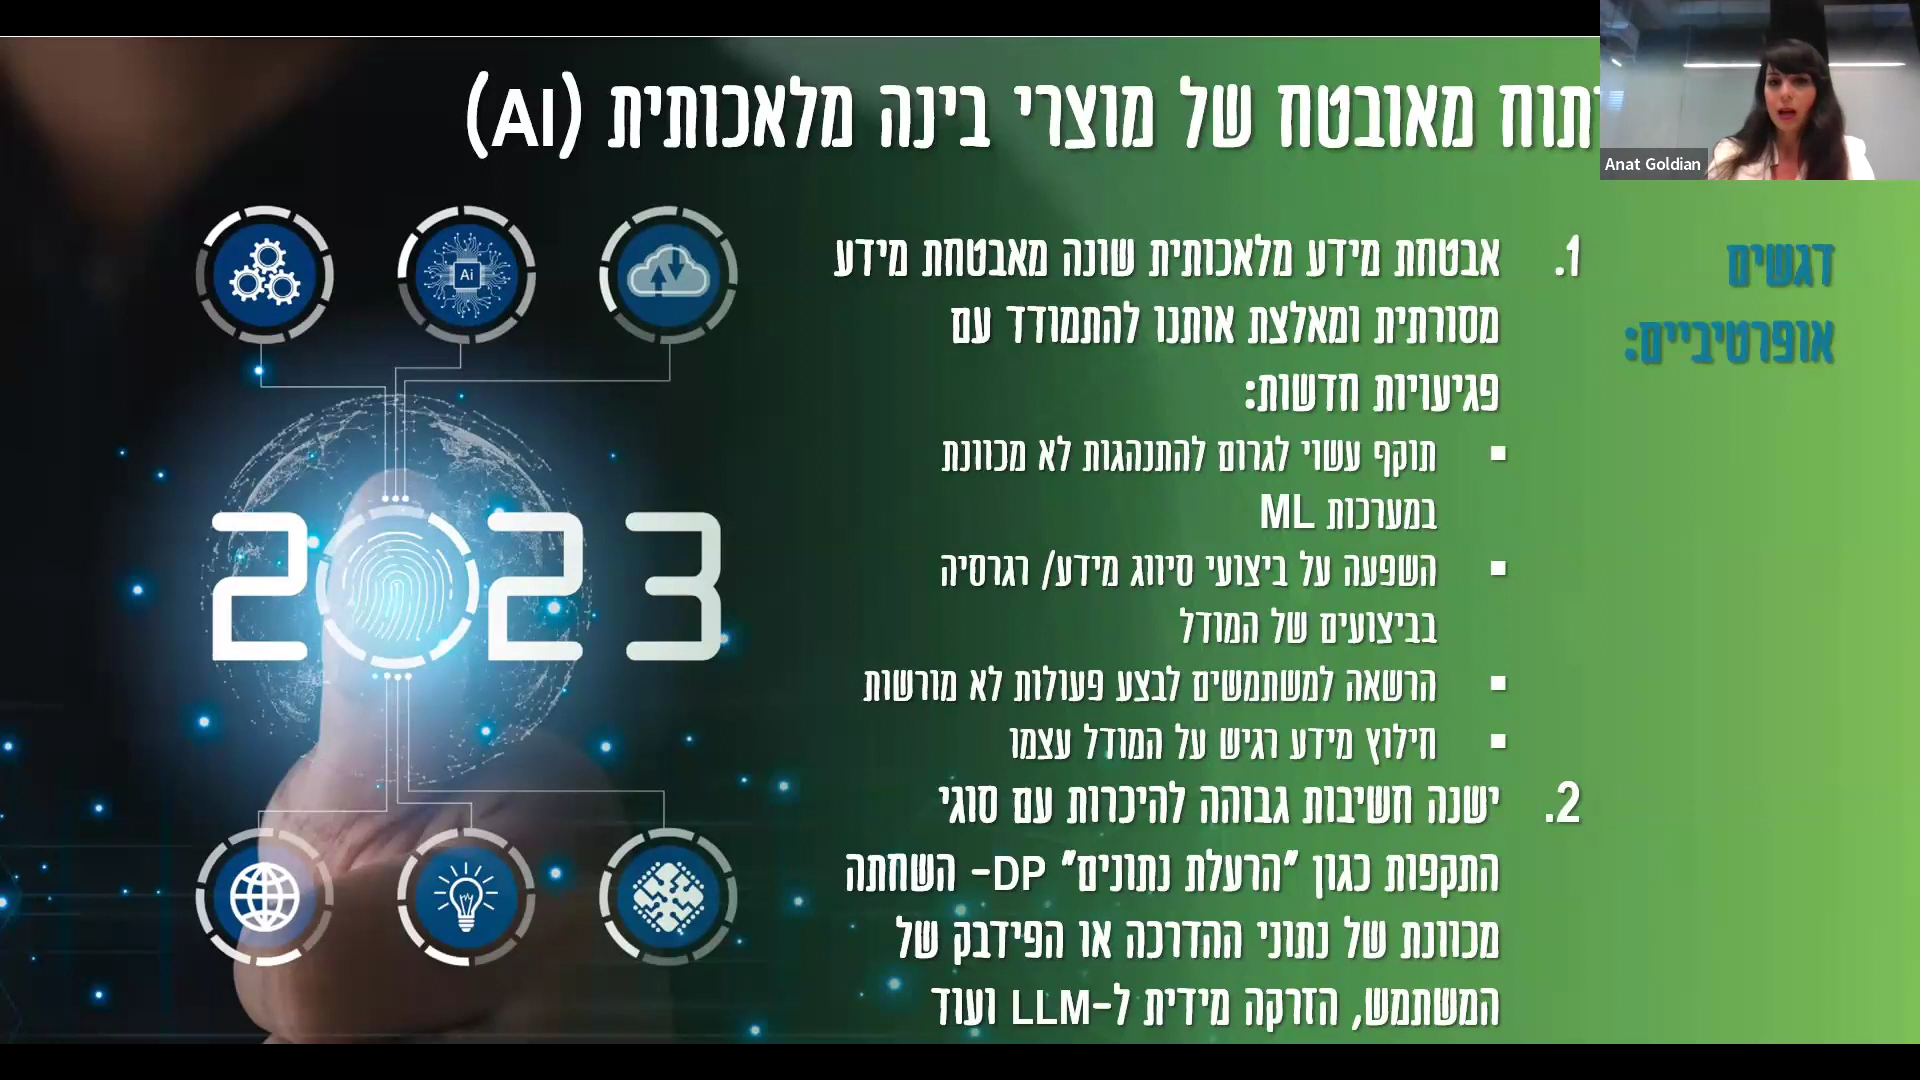 תוח מאובטח של מוצרי בינה מלאכותית (AI)
Anat Goldian
דגשים
אופרטיביים:
1. אבטחת מידע מלאכותית שונה מאבטחת מידע
מסורתית ומאלצת אותנו להתמודד עם
פגיעויות חדשות:
▪ תוקף עשוי לגרום להתנהגות לא מכוונת
במערכות ML
▪ השפעה על ביצועי סיווג מידע/ רגרסיה
בביצועים של המודל
▪ הרשאה למשתמשים לבצע פעולות לא מורשות
▪ חילוץ מידע רגיש על המודל עצמו
2. ישנה חשיבות גבוהה להיכרות עם סוגי
התקפות כגון "הרעלת נתונים" DP- השחתה
מכוונת של נתוני ההדרכה או הפידבק של
המשתמש, הזרקה מידית ל-LLM ועוד
Ai
2023